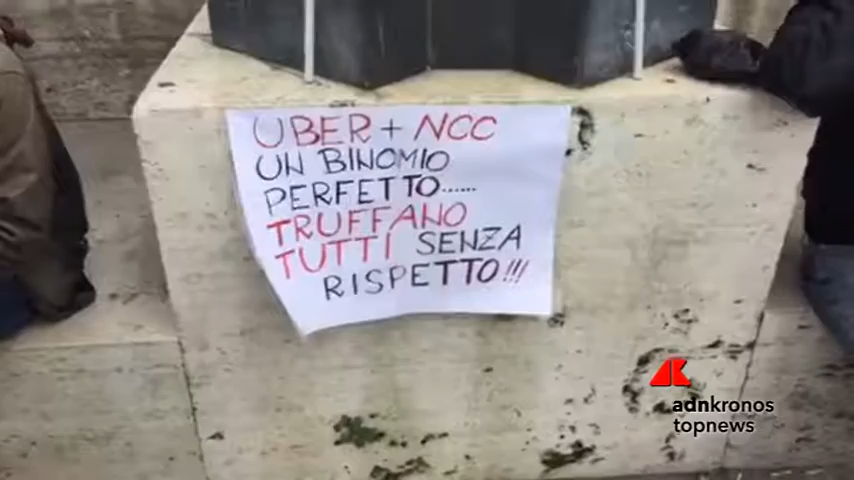 UBER + NCC
UN BINOMIO
PERFETTO......
TRUFFANO
TUTTI SENZA
RISPETTO!!!
adnkronos
topnews